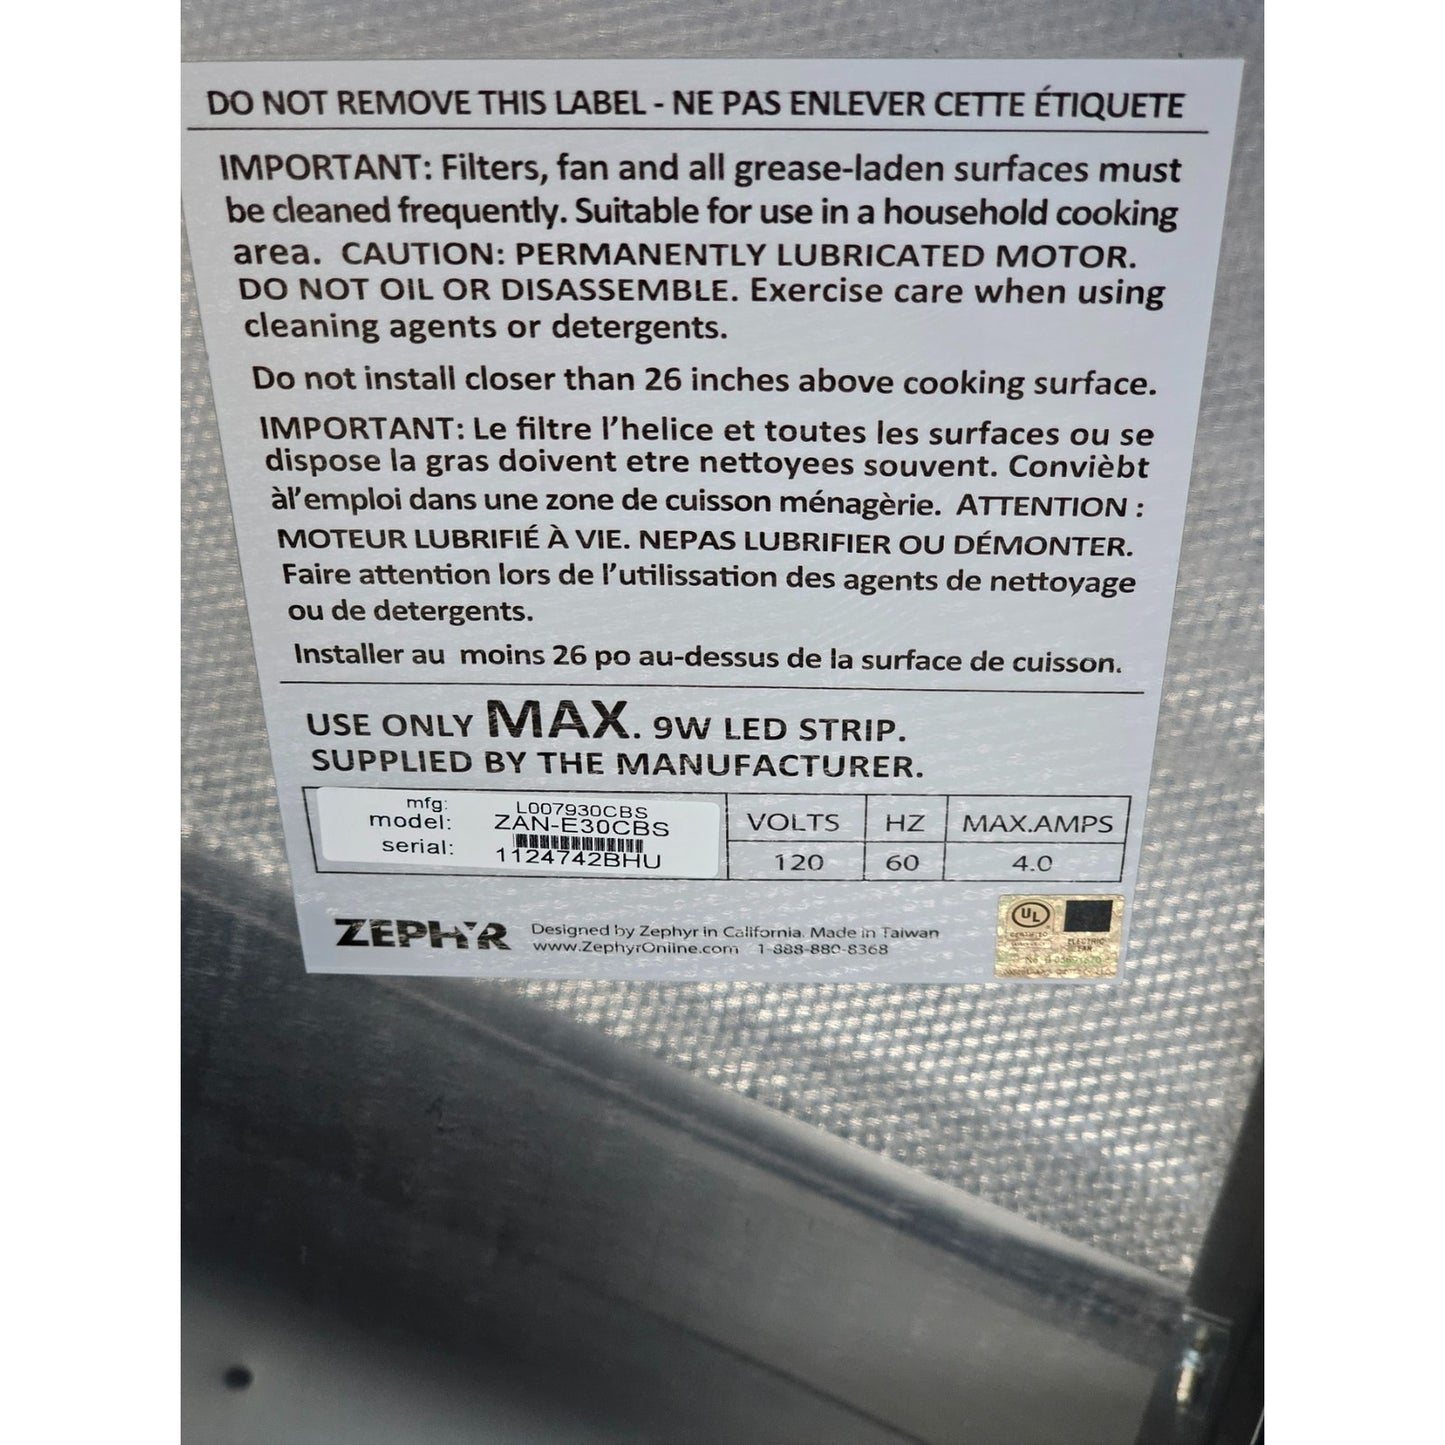 DO NOT REMOVE THIS LABEL - NE PAS ENLEVER CETTE ÉTIQUETE
IMPORTANT: Filters, fan and all grease-laden surfaces must
be cleaned frequently. Suitable for use in a household cooking
area. CAUTION: PERMANENTLY LUBRICATED MOTOR.
DO NOT OIL OR DISASSEMBLE. Exercise care when using
cleaning agents or detergents.
Do not install closer than 26 inches above cooking surface.
IMPORTANT: Le filtre l'helice et toutes les surfaces ou se
dispose la gras doivent etre nettoyees souvent. Convièbt
àl'emploi dans une zone de cuisson ménagèrie. ATTENTION :
MOTEUR LUBRIFIÉ À VIE. NEPAS LUBRIFIER OU DÉMONTER.
Faire attention lors de l'utilissation des agents de nettoyage
ou de detergents.
Installer au moins 26 po au-dessus de la surface de cuisson.
USE ONLY MAX. 9W LED STRIP.
SUPPLIED BY THE MANUFACTURER.
mfg: L007930CBS
model: ZAN-E30CBS
serial: 1124742BHU
VOLTS HZ MAX.AMPS
120 60 4.0
ZEPHYR
Designed by Zephyr in California. Made in Taiwan
www.ZephyrOnline.com 1-888-880-8368
UL
ELECTRIC
FAN